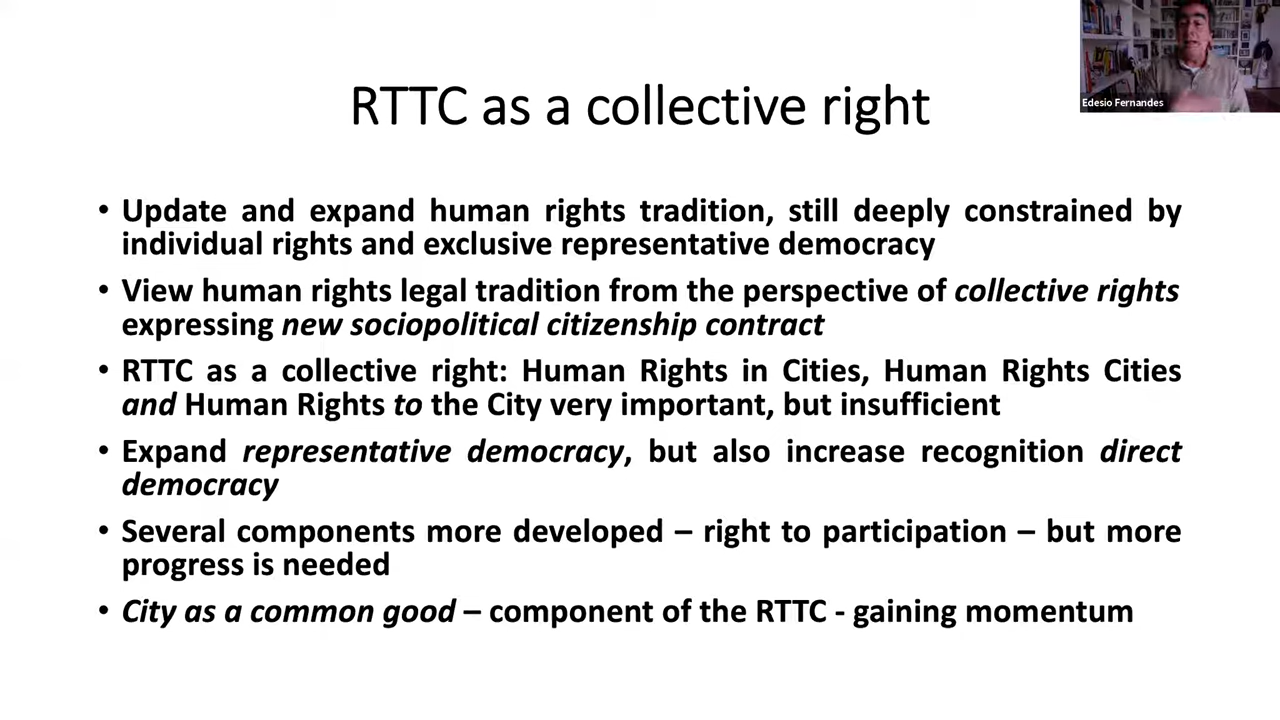 RTTC as a collective right
Edesio Fernandes
• Update and expand human rights tradition, still deeply constrained by
individual rights and exclusive representative democracy
• View human rights legal tradition from the perspective of collective rights
expressing new sociopolitical citizenship contract
• RTTC as a collective right: Human Rights in Cities, Human Rights Cities
and Human Rights to the City very important, but insufficient
• Expand representative democracy, but also increase recognition direct
democracy
• Several components more developed – right to participation – but more
progress is needed
• City as a common good – component of the RTTC - gaining momentum